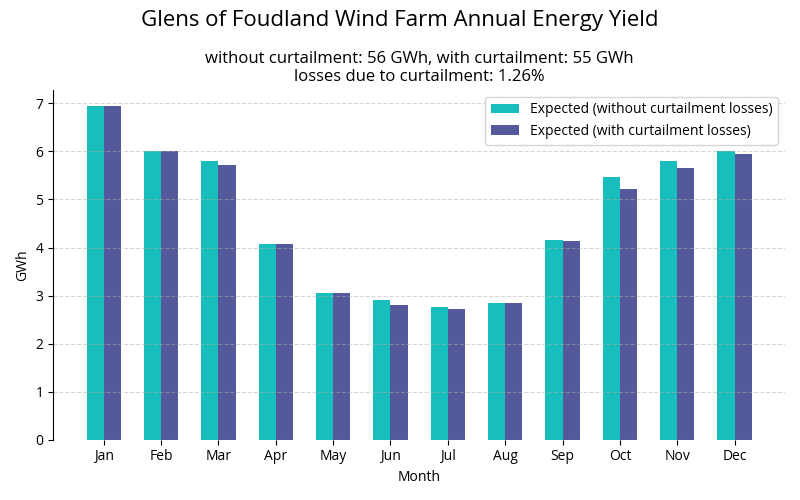 Glens of Foudland Wind Farm Annual Energy Yield
without curtailment: 56 GWh, with curtailment: 55 GWh
losses due to curtailment: 1.26%
Expected (without curtailment losses)
Expected (with curtailment losses)
GWh
7
6
5
4
3
2
1
0
Jan Feb Mar Apr May Jun Jul Aug Sep Oct Nov Dec
Month